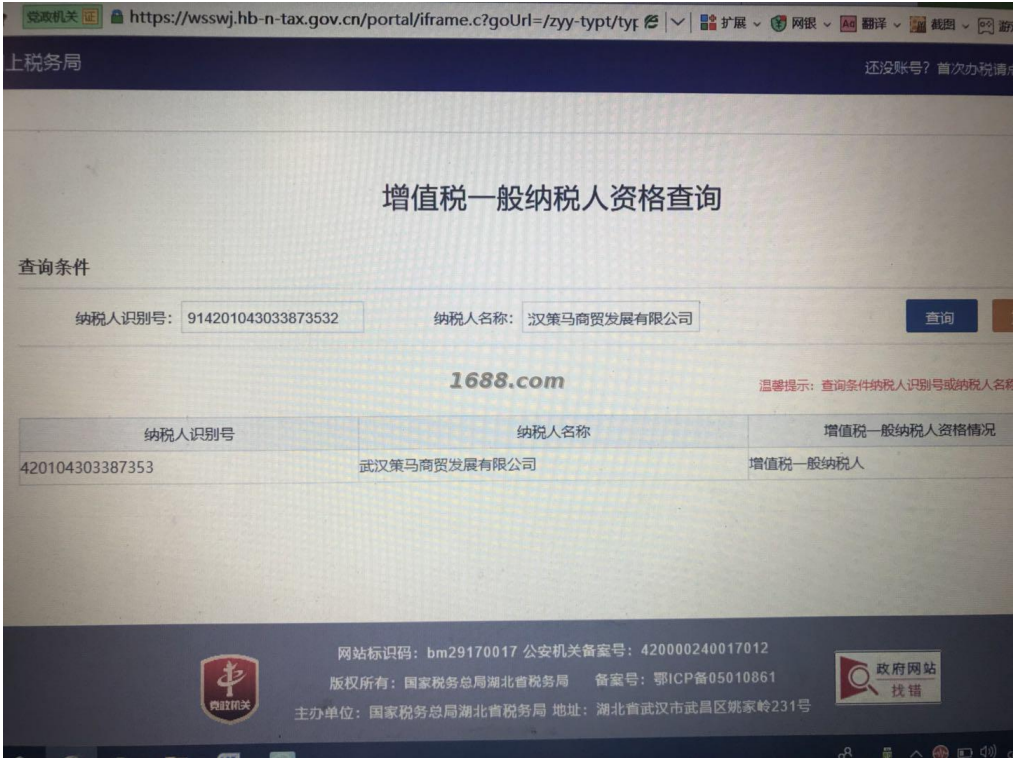 党政机关 证 https://wsswj.hb-n-tax.gov.cn/portal/iframe.c?goUrl=/zyy-typt/typ 扩展 网银 翻译 截图 游
上税务局
还没账号？首次办税请
增值税一般纳税人资格查询
查询条件
纳税人识别号： 914201043033873532 纳税人名称： 汉策马商贸发展有限公司 查询
1688.com
温馨提示：查询条件纳税人识别号或纳税人名称
纳税人识别号 纳税人名称 增值税一般纳税人资格情况
420104303387353 武汉策马商贸发展有限公司 增值税一般纳税人
网站标识码：bm29170017 公安机关备案号：420000240017012
版权所有：国家税务总局湖北省税务局 备案号：鄂ICP备05010861
主办单位：国家税务总局湖北省税务局 地址：湖北省武汉市武昌区姚家岭231号
党政机关
政府网站
找错